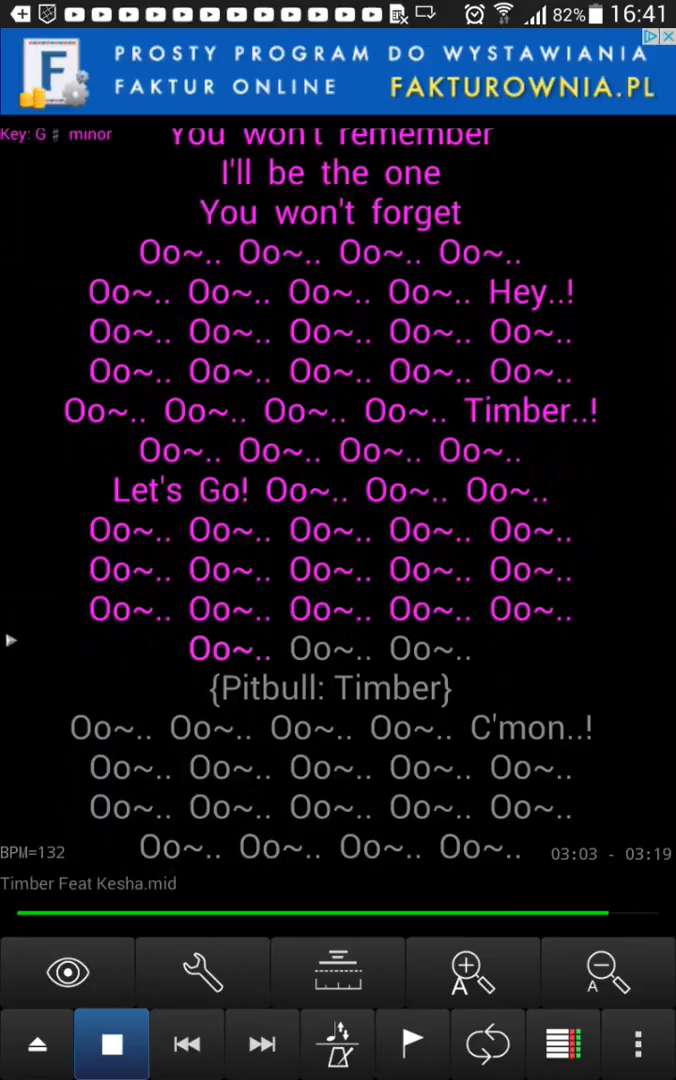 82% 16:41
PROSTY PROGRAM DO WYSTAWIANIA
FAKTUR ONLINE FAKTUROWNIA.PL
Key: G ♯ minor
You won't remember
I'll be the one
You won't forget
Oo~.. Oo~.. Oo~.. Oo~..
Oo~.. Oo~.. Oo~.. Oo~.. Hey..!
Oo~.. Oo~.. Oo~.. Oo~.. Oo~..
Oo~.. Oo~.. Oo~.. Oo~.. Oo~..
Oo~.. Oo~.. Oo~.. Oo~.. Timber..!
Oo~.. Oo~.. Oo~.. Oo~..
Let's Go! Oo~.. Oo~.. Oo~..
Oo~.. Oo~.. Oo~.. Oo~.. Oo~..
Oo~.. Oo~.. Oo~.. Oo~.. Oo~..
Oo~.. Oo~.. Oo~.. Oo~.. Oo~..
Oo~.. Oo~.. Oo~..
{Pitbull: Timber}
Oo~.. Oo~.. Oo~.. Oo~.. C'mon..!
Oo~.. Oo~.. Oo~.. Oo~.. Oo~..
Oo~.. Oo~.. Oo~.. Oo~.. Oo~..
Oo~.. Oo~.. Oo~.. Oo~..
BPM=132
03:03 - 03:19
Timber Feat Kesha.mid
A A